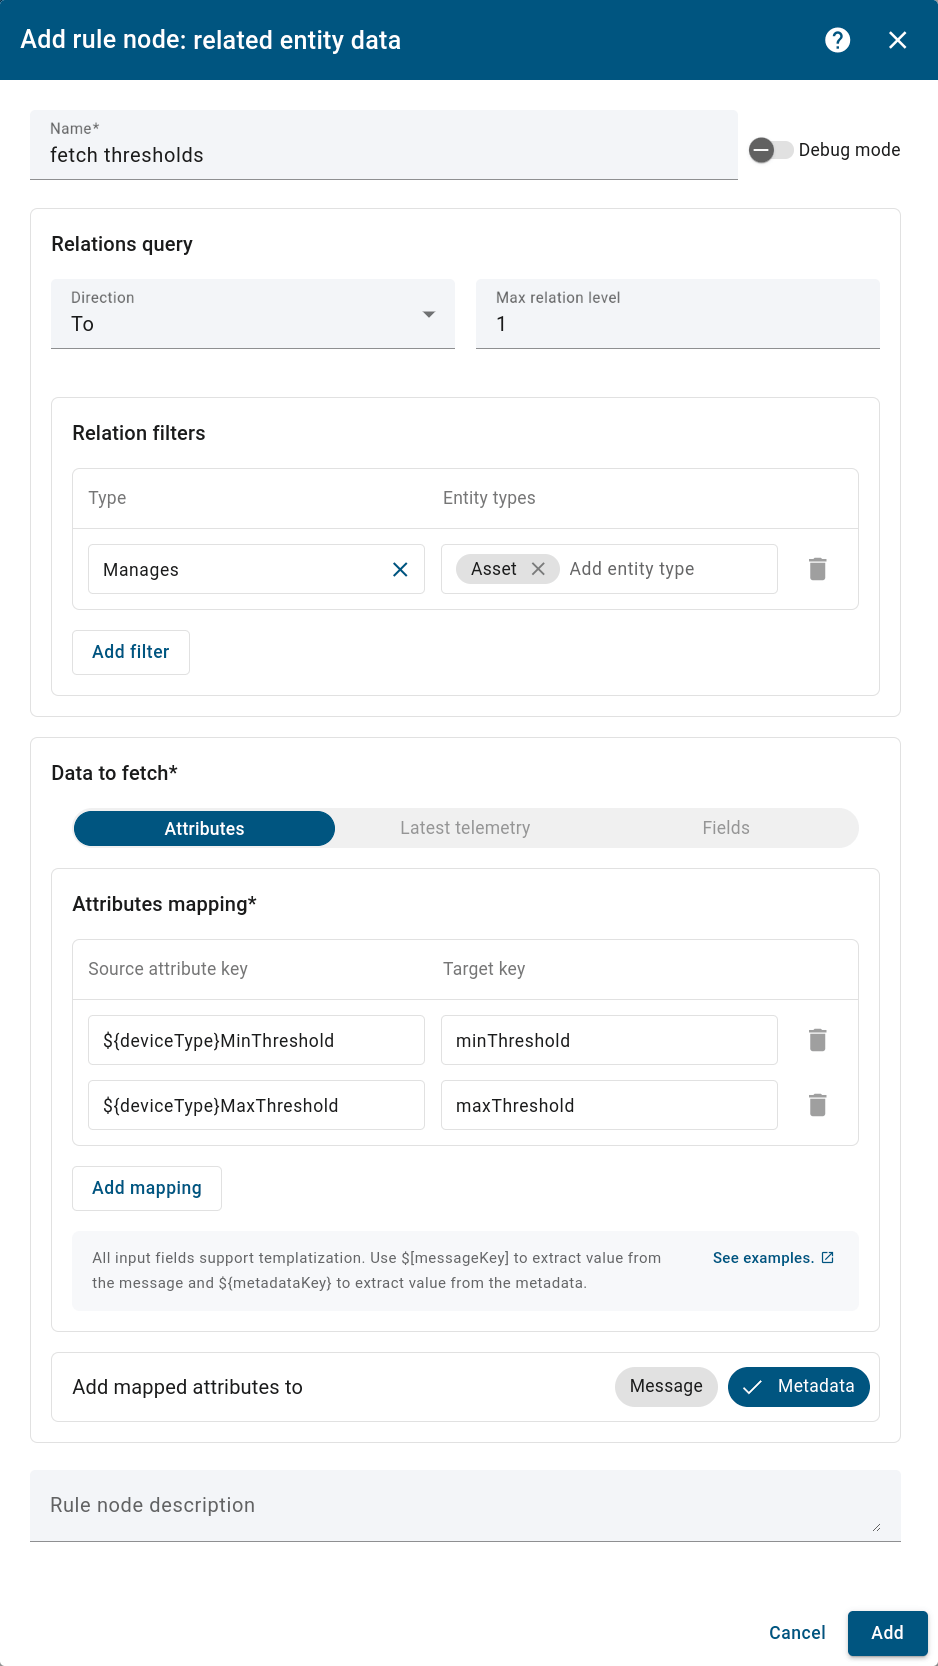 Add rule node: related entity data
Name*
fetch thresholds
Debug mode
Relations query
Direction
To
Max relation level
1
Relation filters
Type
Entity types
Manages
Asset
Add entity type
Add filter
Data to fetch*
Attributes
Latest telemetry
Fields
Attributes mapping*
Source attribute key
Target key
${deviceType}MinThreshold
minThreshold
${deviceType}MaxThreshold
maxThreshold
Add mapping
All input fields support templatization. Use $[messageKey] to extract value from
the message and ${metadataKey} to extract value from the metadata.
See examples.
Add mapped attributes to
Message
Metadata
Rule node description
Cancel
Add